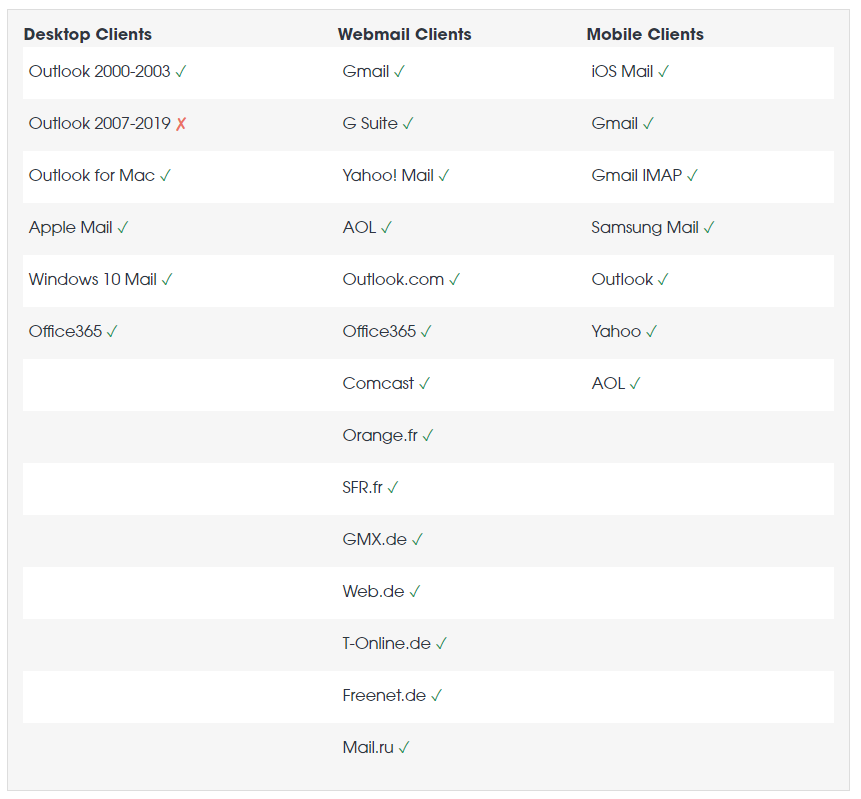 Desktop Clients Webmail Clients Mobile Clients
Outlook 2000-2003 ✓ Gmail ✓ iOS Mail ✓
Outlook 2007-2019 ✗ G Suite ✓ Gmail ✓
Outlook for Mac ✓ Yahoo! Mail ✓ Gmail IMAP ✓
Apple Mail ✓ AOL ✓ Samsung Mail ✓
Windows 10 Mail ✓ Outlook.com ✓ Outlook ✓
Office365 ✓ Office365 ✓ Yahoo ✓
Comcast ✓ AOL ✓
Orange.fr ✓
SFR.fr ✓
GMX.de ✓
Web.de ✓
T-Online.de ✓
Freenet.de ✓
Mail.ru ✓